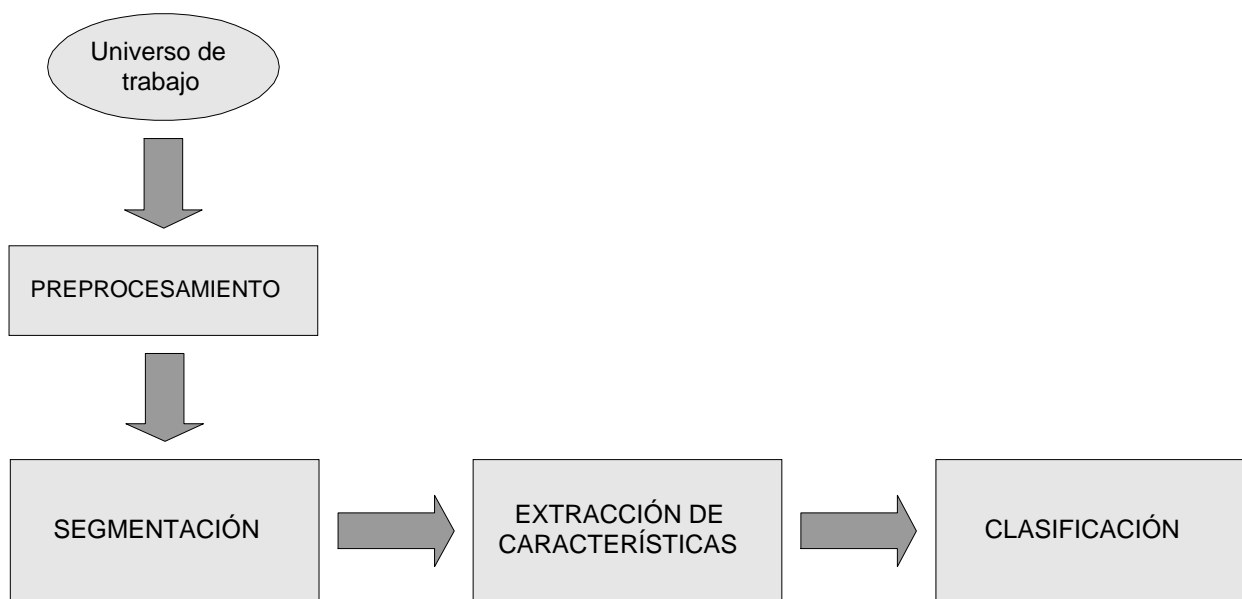 Universo de
trabajo
PREPROCESAMIENTO
SEGMENTACIÓN
EXTRACCIÓN DE
CARACTERÍSTICAS
CLASIFICACIÓN